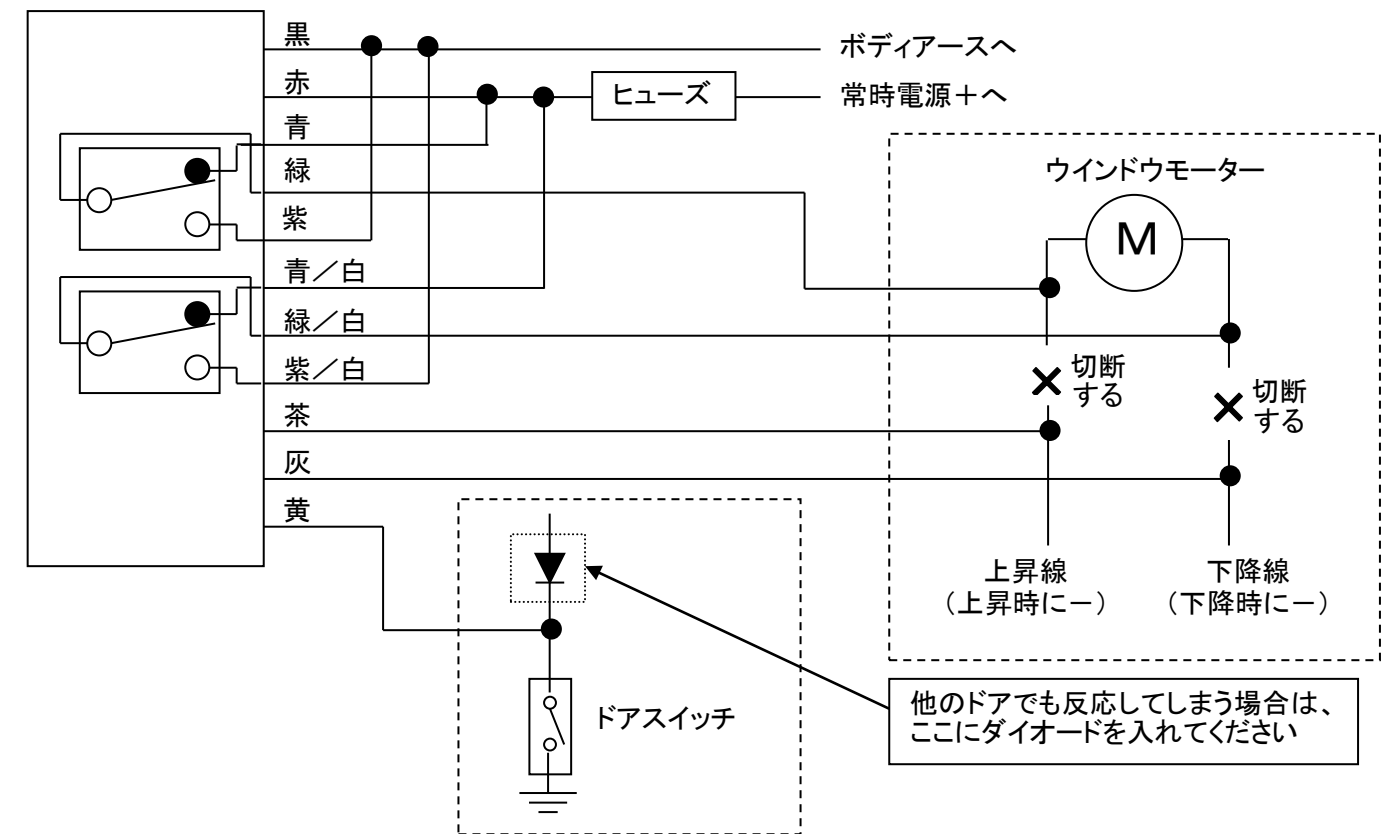 黒
ボディアースへ
赤
ヒューズ
常時電源＋へ
青
緑
紫
青／白
緑／白
紫／白
茶
灰
黄
ウインドウモーター
M
切断
する
切断
する
上昇線
（上昇時にー）
下降線
（下降時にー）
ドアスイッチ
他のドアでも反応してしまう場合は、
ここにダイオードを入れてください